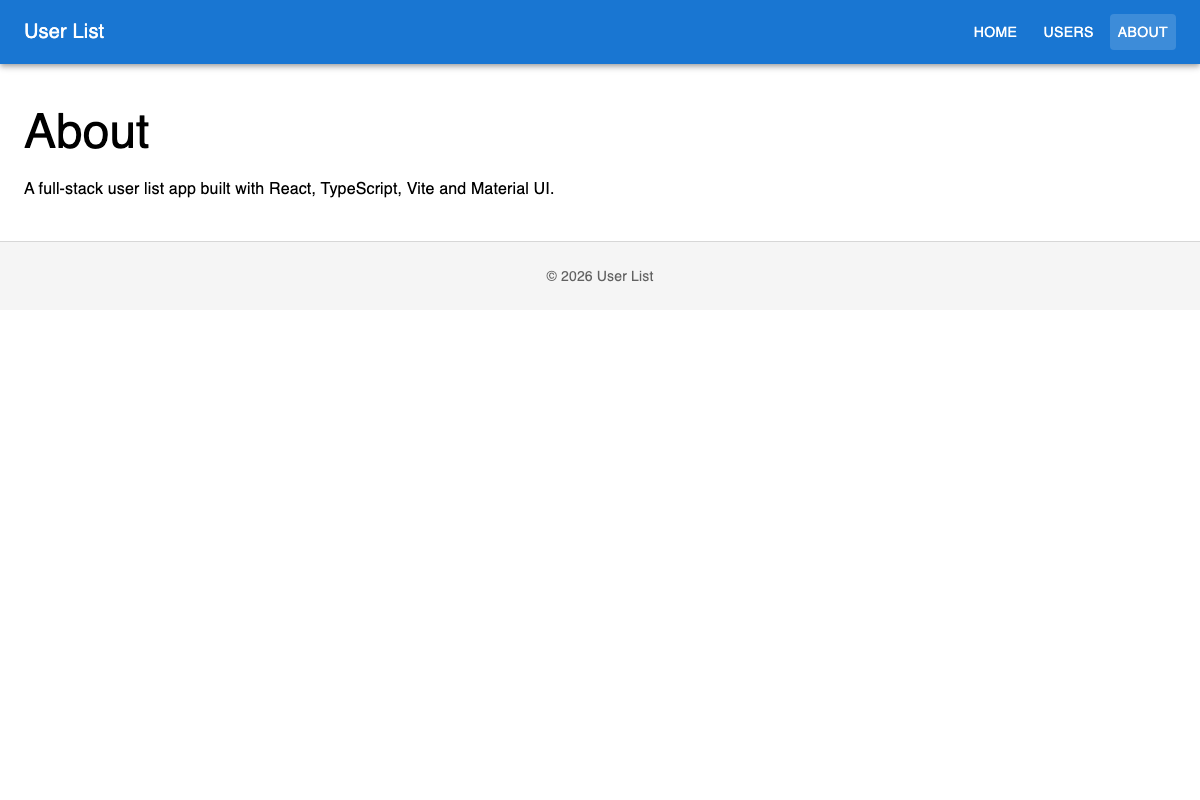 User List
HOME
USERS
ABOUT
About
A full-stack user list app built with React, TypeScript, Vite and Material UI.
© 2026 User List